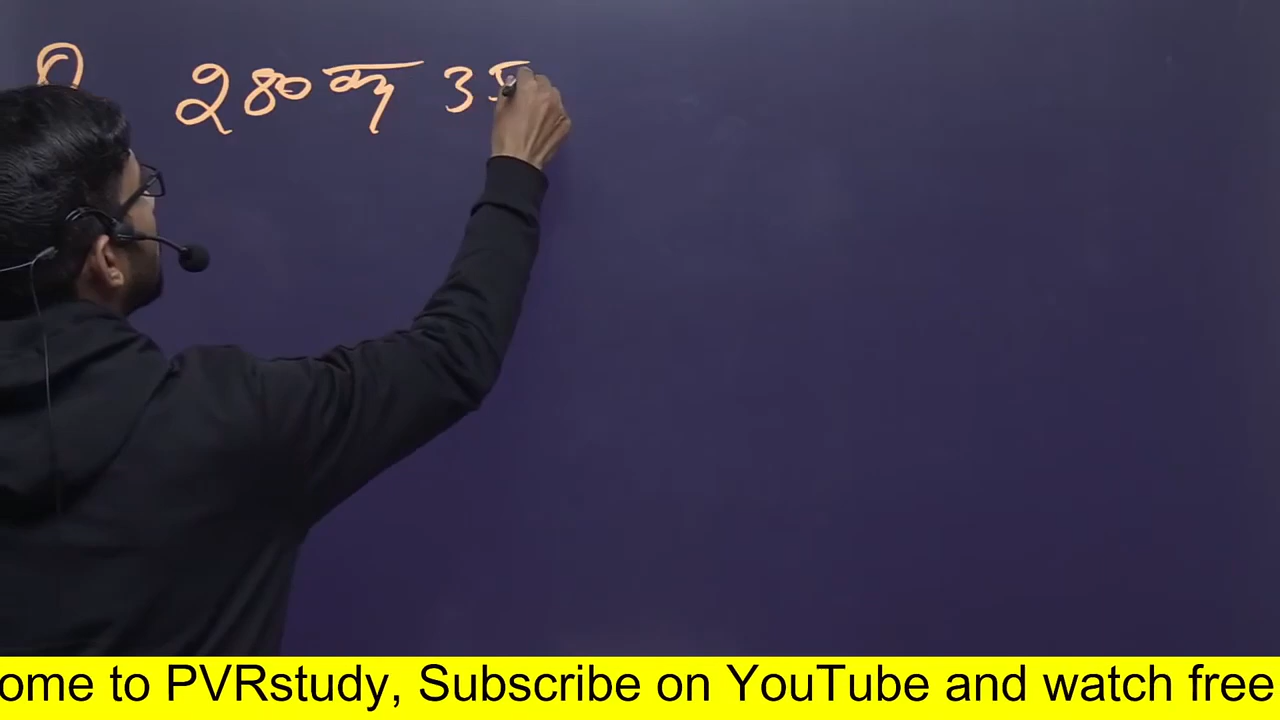 Q 280 का 35
ome to PVRstudy, Subscribe on YouTube and watch free